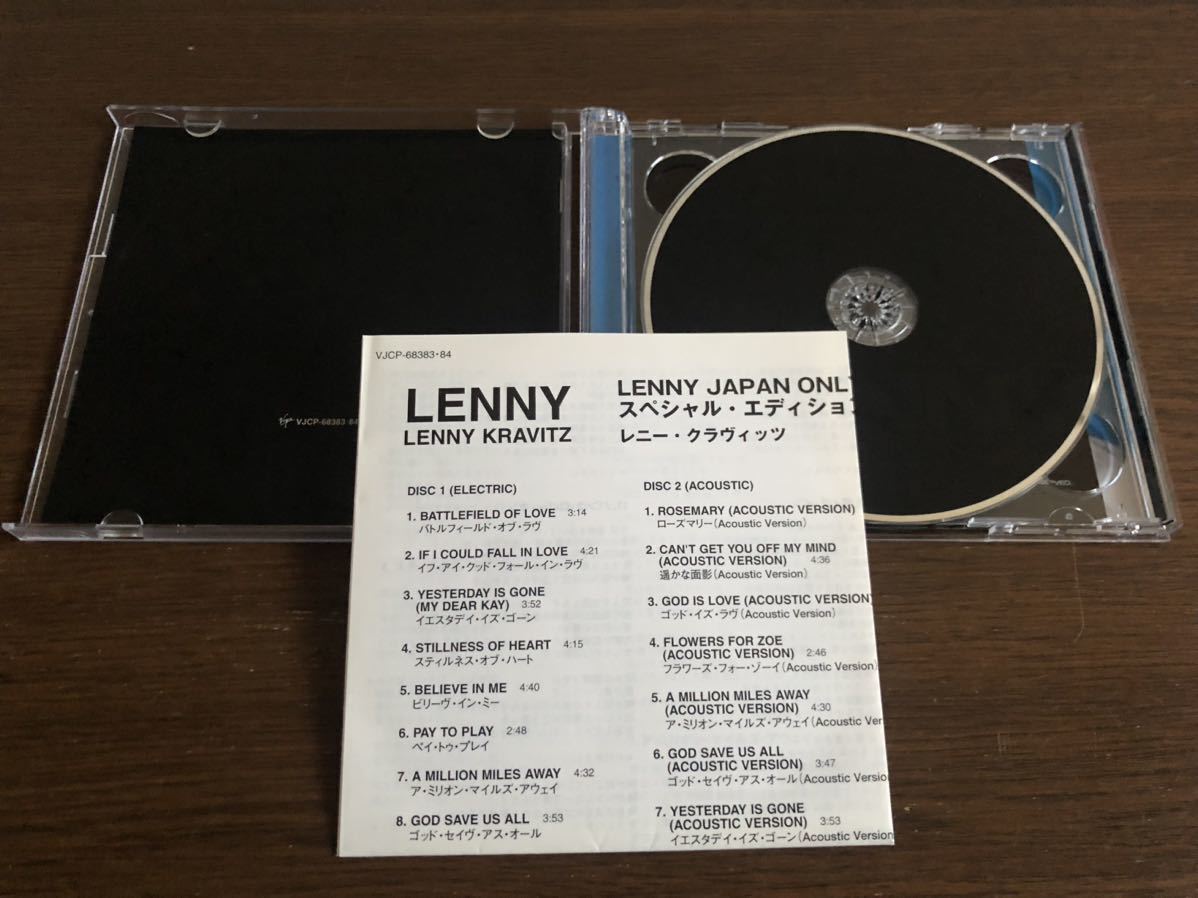 VJCP-68383・84
LENNY
LENNY KRAVITZ
LENNY JAPAN ONL
スペシャル・エディション
レニー・クラヴィッツ
DISC 1 (ELECTRIC)
1. BATTLEFIELD OF LOVE 3:14
バトルフィールド・オブ・ラヴ
2. IF I COULD FALL IN LOVE 4:21
イフ・アイ・クッド・フォール・イン・ラヴ
3. YESTERDAY IS GONE
(MY DEAR KAY) 3:52
イエスタデイ・イズ・ゴーン
4. STILLNESS OF HEART 4:15
スティルネス・オブ・ハート
5. BELIEVE IN ME 4:40
ビリーヴ・イン・ミー
6. PAY TO PLAY 2:48
ペイ・トゥ・プレイ
7. A MILLION MILES AWAY 4:32
ア・ミリオン・マイルズ・アウェイ
8. GOD SAVE US ALL 3:53
ゴッド・セイヴ・アス・オール
DISC 2 (ACOUSTIC)
1. ROSEMARY (ACOUSTIC VERSION)
ローズマリー(Acoustic Version)
2. CAN'T GET YOU OFF MY MIND
(ACOUSTIC VERSION) 4:36
遥かな面影(Acoustic Version)
3. GOD IS LOVE (ACOUSTIC VERSION
ゴッド・イズ・ラヴ(Acoustic Version)
4. FLOWERS FOR ZOE
(ACOUSTIC VERSION) 2:46
フラワーズ・フォー・ゾーイ(Acoustic Version)
5. A MILLION MILES AWAY
(ACOUSTIC VERSION) 4:30
ア・ミリオン・マイルズ・アウェイ(Acoustic Ver
6. GOD SAVE US ALL
(ACOUSTIC VERSION) 3:47
ゴッド・セイヴ・アス・オール(Acoustic Versio
7. YESTERDAY IS GONE
(ACOUSTIC VERSION) 3:53
イエスタデイ・イズ・ゴーン(Acoustic Version
Virgin VJCP-68383・84